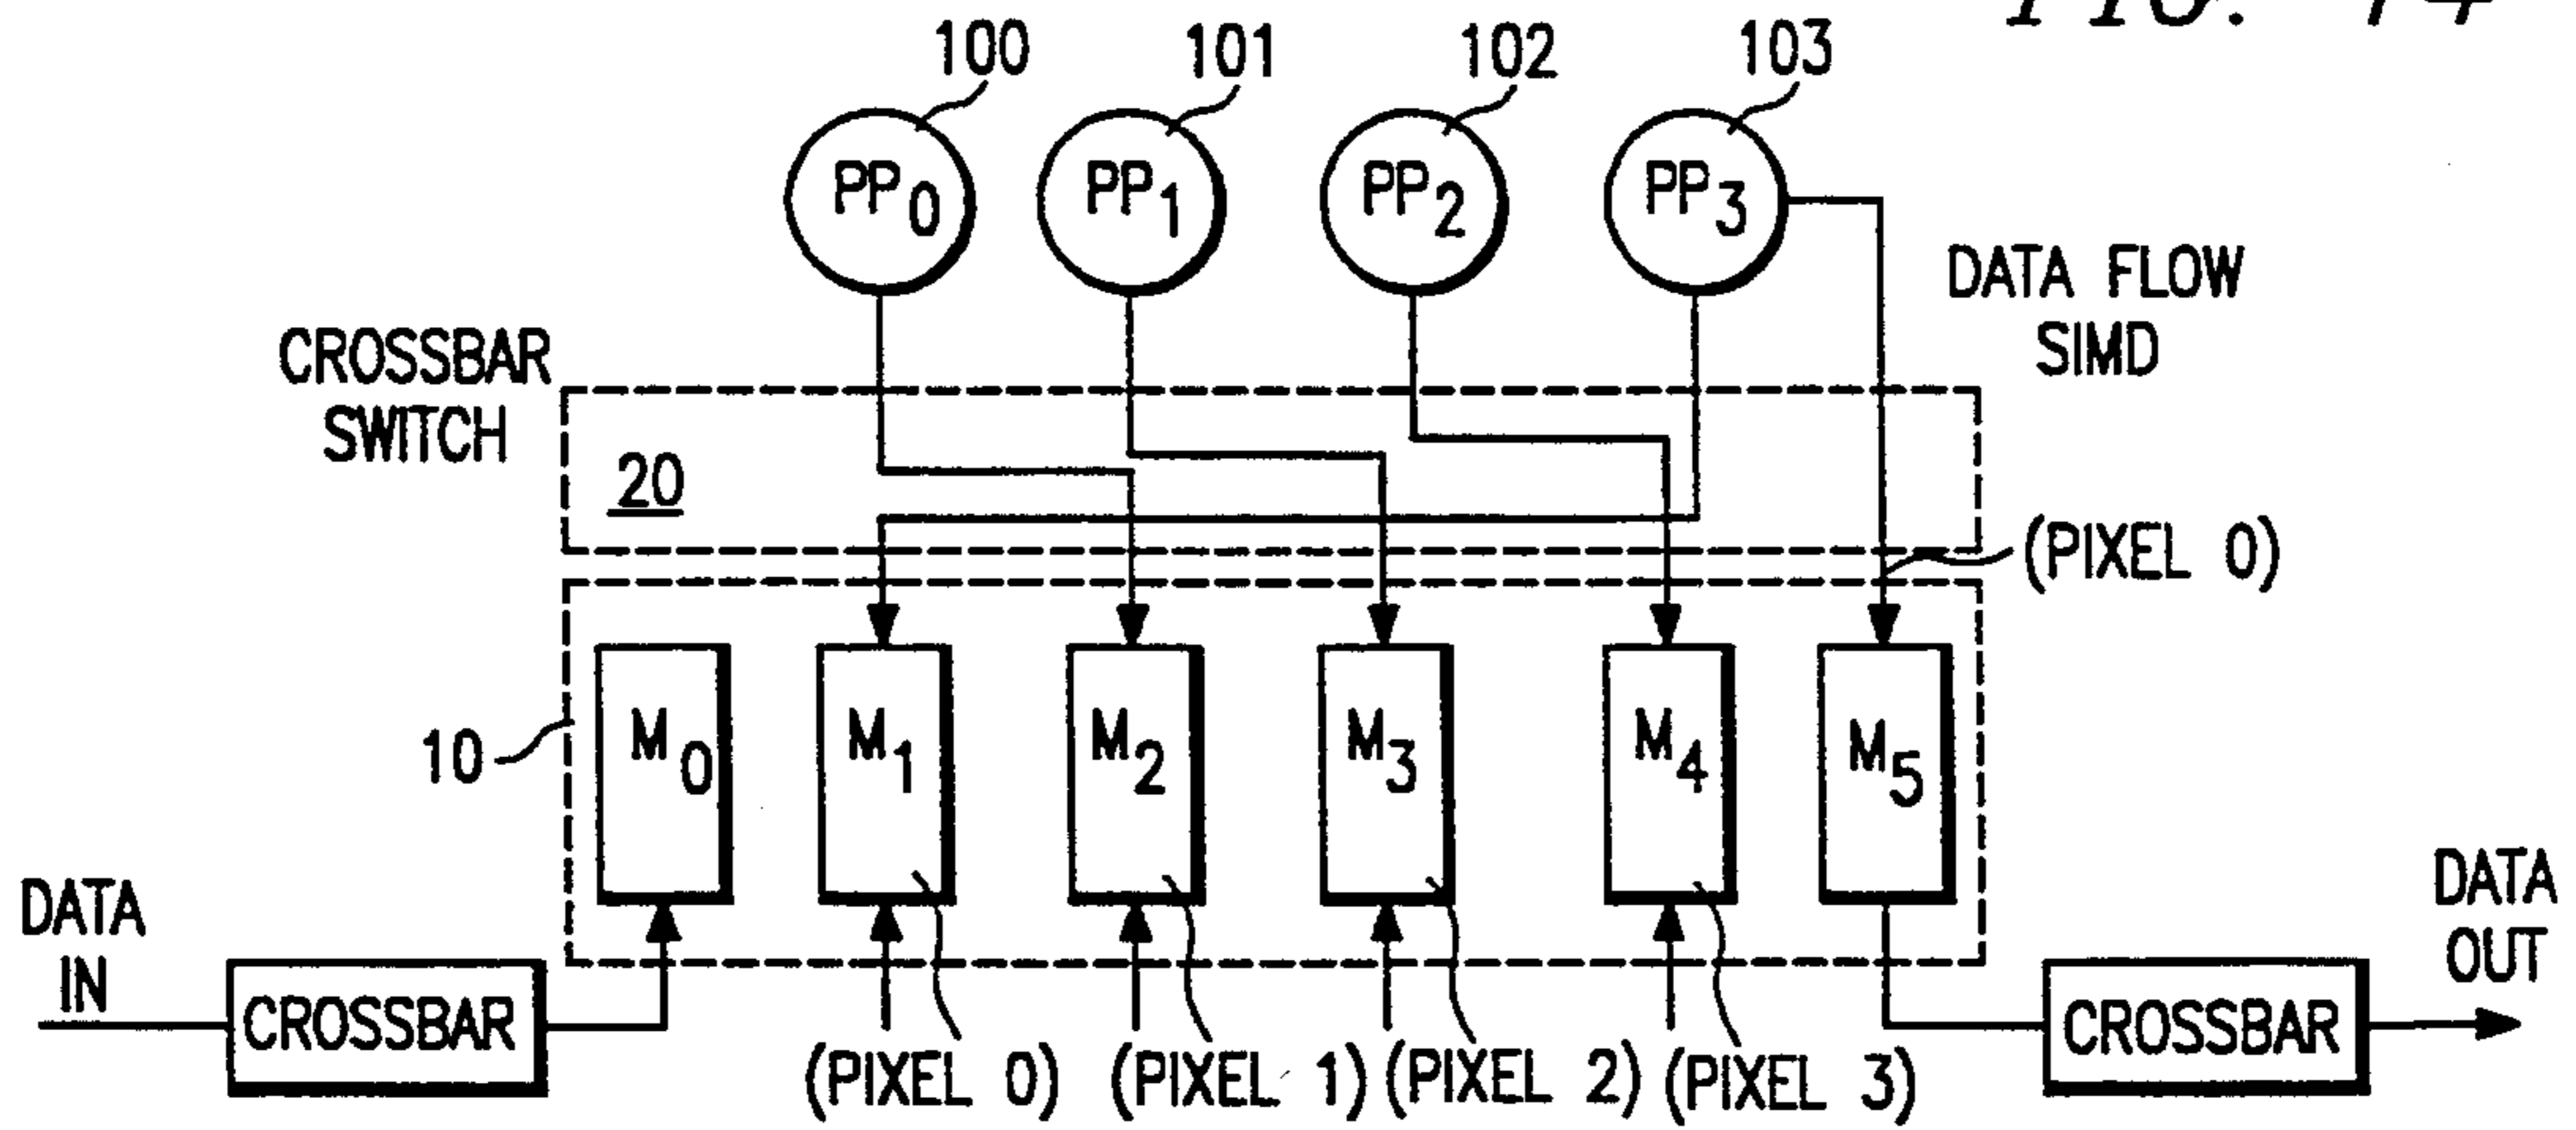 100
101
102
103
PP0
PP1
PP2
PP3
DATA FLOW
SIMD
CROSSBAR
SWITCH
20
(PIXEL 0)
10
M0
M1
M2
M3
M4
M5
DATA
IN
CROSSBAR
(PIXEL 0)
(PIXEL 1)
(PIXEL 2)
(PIXEL 3)
CROSSBAR
DATA
OUT